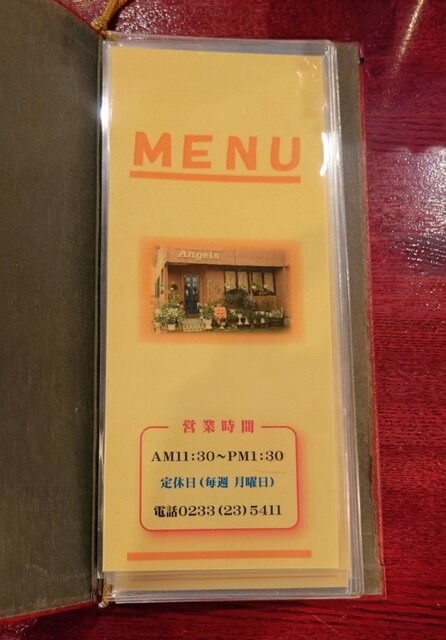 MENU
Angels
営業時間
AM11:30〜PM1:30
定休日(毎週 月曜日)
電話0233(23)5411